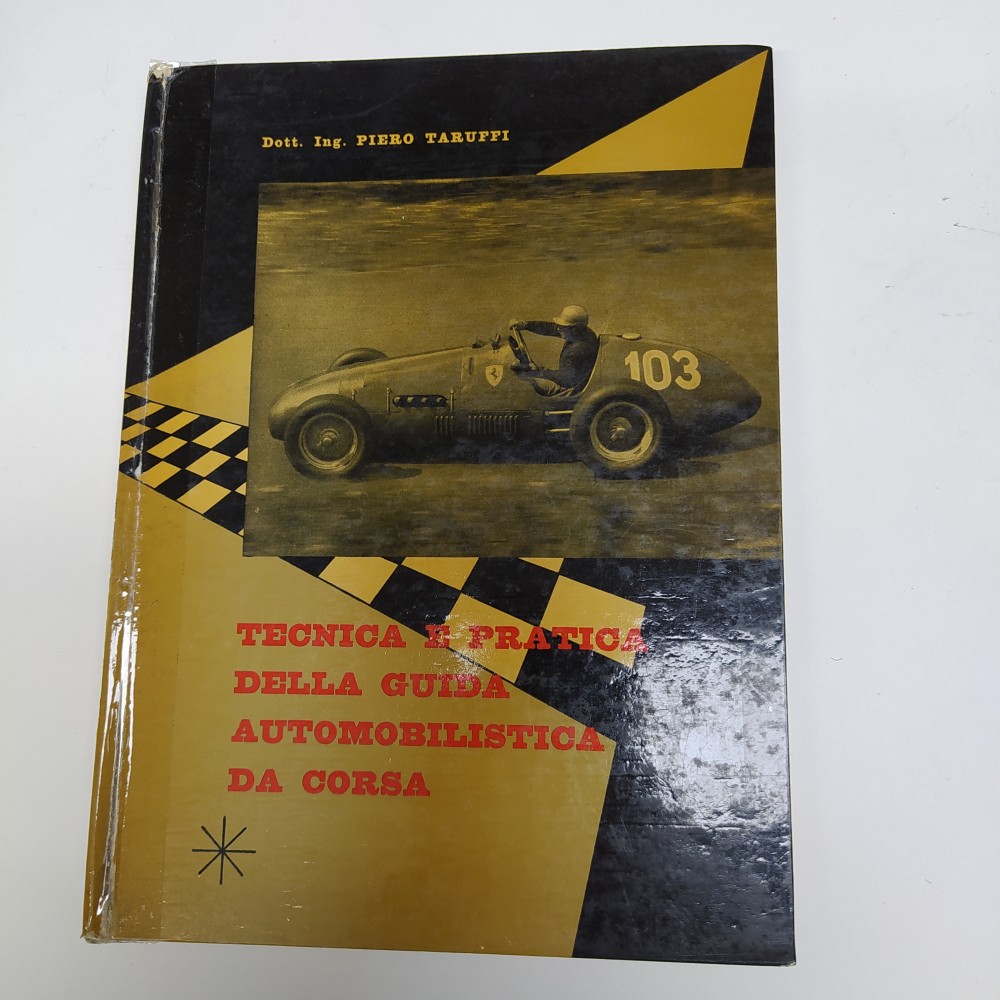 Dott. Ing. PIERO TARUFFI
103
TECNICA E PRATICA
DELLA GUIDA
AUTOMOBILISTICA
DA CORSA